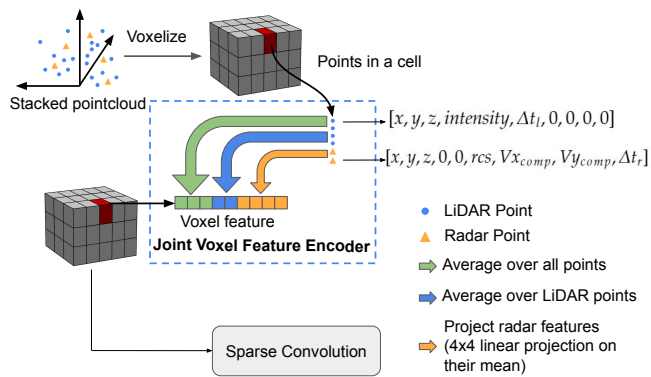 Voxelize
Points in a cell
Stacked pointcloud
[x, y, z, intensity, Δt_l, 0, 0, 0, 0]
[x, y, z, 0, 0, rcs, Vx_comp, Vy_comp, Δt_r]
Voxel feature
Joint Voxel Feature Encoder
LiDAR Point
Radar Point
Average over all points
Average over LiDAR points
Project radar features
(4x4 linear projection on
their mean)
Sparse Convolution